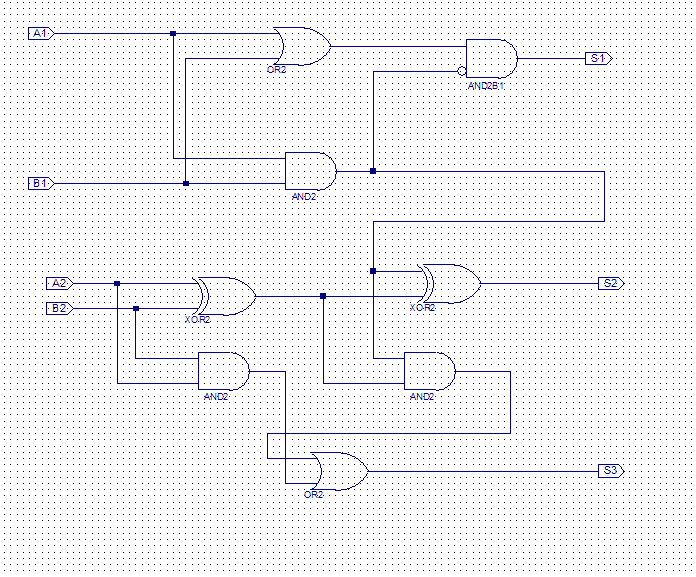 A1
OR2
S1
AND2B1
B1
AND2
A2
S2
B2
XOR2
XOR2
AND2
AND2
S3
OR2